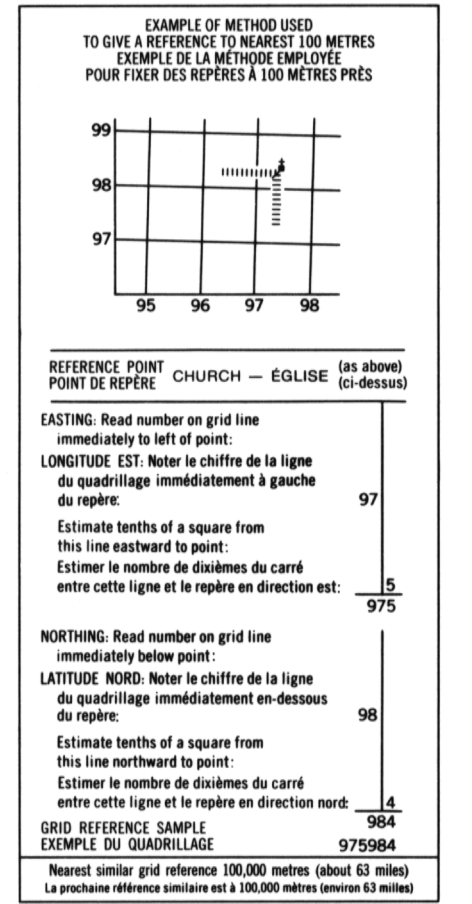 EXAMPLE OF METHOD USED
TO GIVE A REFERENCE TO NEAREST 100 METRES
EXEMPLE DE LA MÉTHODE EMPLOYÉE
POUR FIXER DES REPÈRES À 100 MÈTRES PRÈS
99
98
97
95 96 97 98
REFERENCE POINT
POINT DE REPÈRE
CHURCH — ÉGLISE
(as above)
(ci-dessus)
EASTING: Read number on grid line
immediately to left of point:
LONGITUDE EST: Noter le chiffre de la ligne
du quadrillage immédiatement à gauche
du repère: 97
Estimate tenths of a square from
this line eastward to point:
Estimer le nombre de dixièmes du carré
entre cette ligne et le repère en direction est: 5
975
NORTHING: Read number on grid line
immediately below point:
LATITUDE NORD: Noter le chiffre de la ligne
du quadrillage immédiatement en-dessous
du repère: 98
Estimate tenths of a square from
this line northward to point:
Estimer le nombre de dixièmes du carré
entre cette ligne et le repère en direction nord: 4
984
GRID REFERENCE SAMPLE
EXEMPLE DU QUADRILLAGE 975984
Nearest similar grid reference 100,000 metres (about 63 miles)
La prochaine référence similaire est à 100,000 mètres (environ 63 milles)